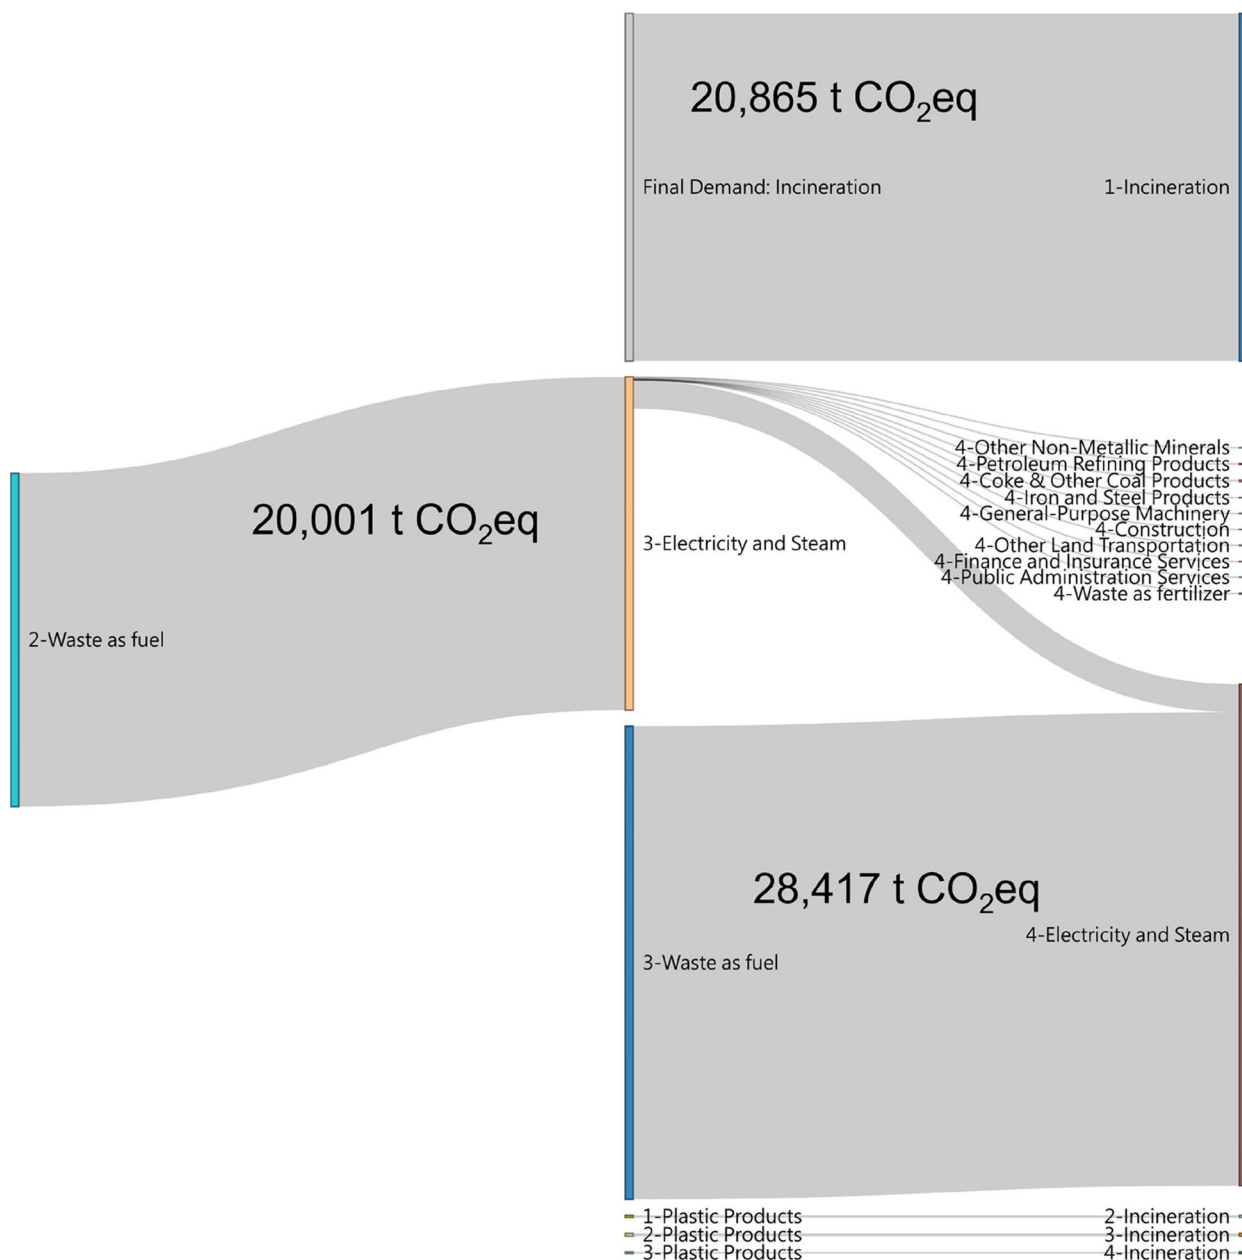 20,865 t CO₂eq
Final Demand: Incineration
1-Incineration
4-Other Non-Metallic Minerals
4-Petroleum Refining Products
4-Coke & Other Coal Products
4-Iron and Steel Products
4-General-Purpose Machinery
4-Construction
4-Other Land Transportation
4-Finance and Insurance Services
4-Public Administration Services
4-Waste as fertilizer
20,001 t CO₂eq
3-Electricity and Steam
2-Waste as fuel
28,417 t CO₂eq
4-Electricity and Steam
3-Waste as fuel
1-Plastic Products
2-Incineration
2-Plastic Products
3-Incineration
3-Plastic Products
4-Incineration